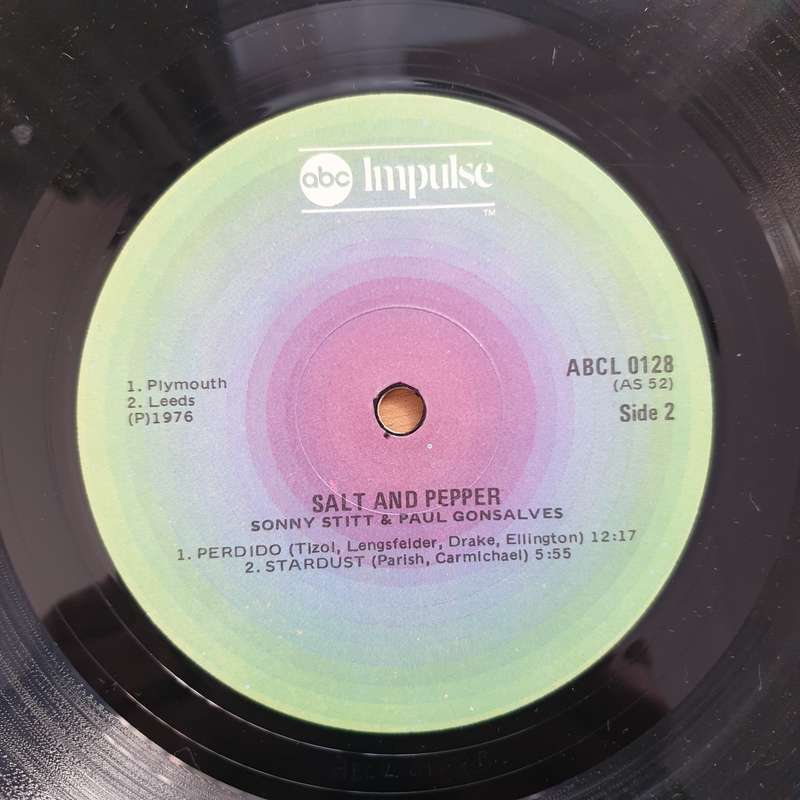 abc Impulse
TM
1. Plymouth
2. Leeds
(P)1976
ABCL 0128
(AS 52)
Side 2
SALT AND PEPPER
SONNY STITT & PAUL GONSALVES
1. PERDIDO (Tizol, Lengsfelder, Drake, Ellington) 12:17
2. STARDUST (Parish, Carmichael) 5:55